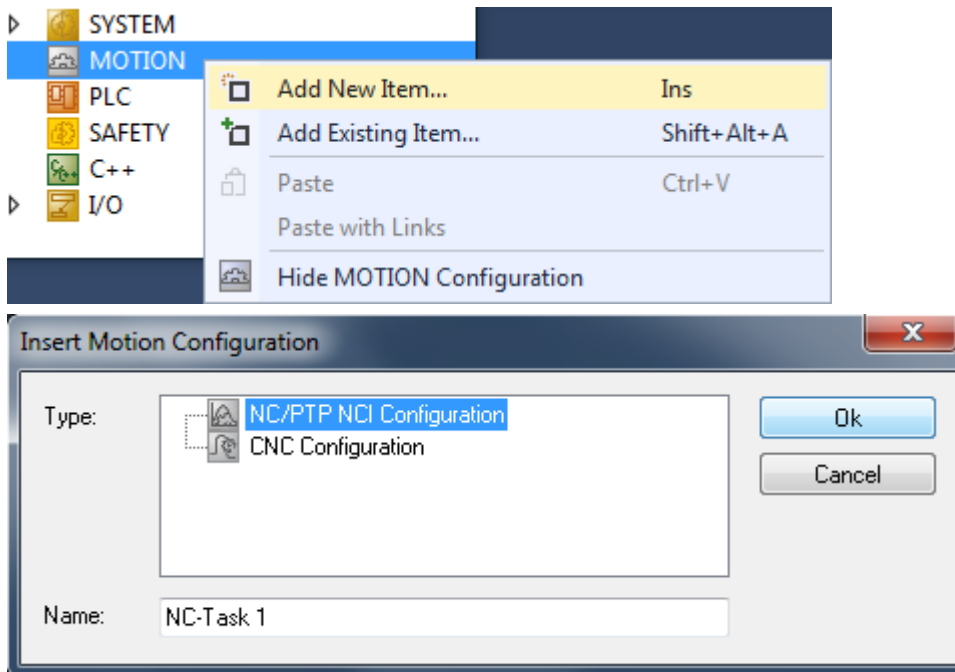 SYSTEM
MOTION
PLC
SAFETY
C++
I/O
Add New Item... Ins
Add Existing Item... Shift+Alt+A
Paste Ctrl+V
Paste with Links
Hide MOTION Configuration
Insert Motion Configuration
Type:
NC/PTP NCI Configuration
CNC Configuration
Ok
Cancel
Name: NC-Task 1